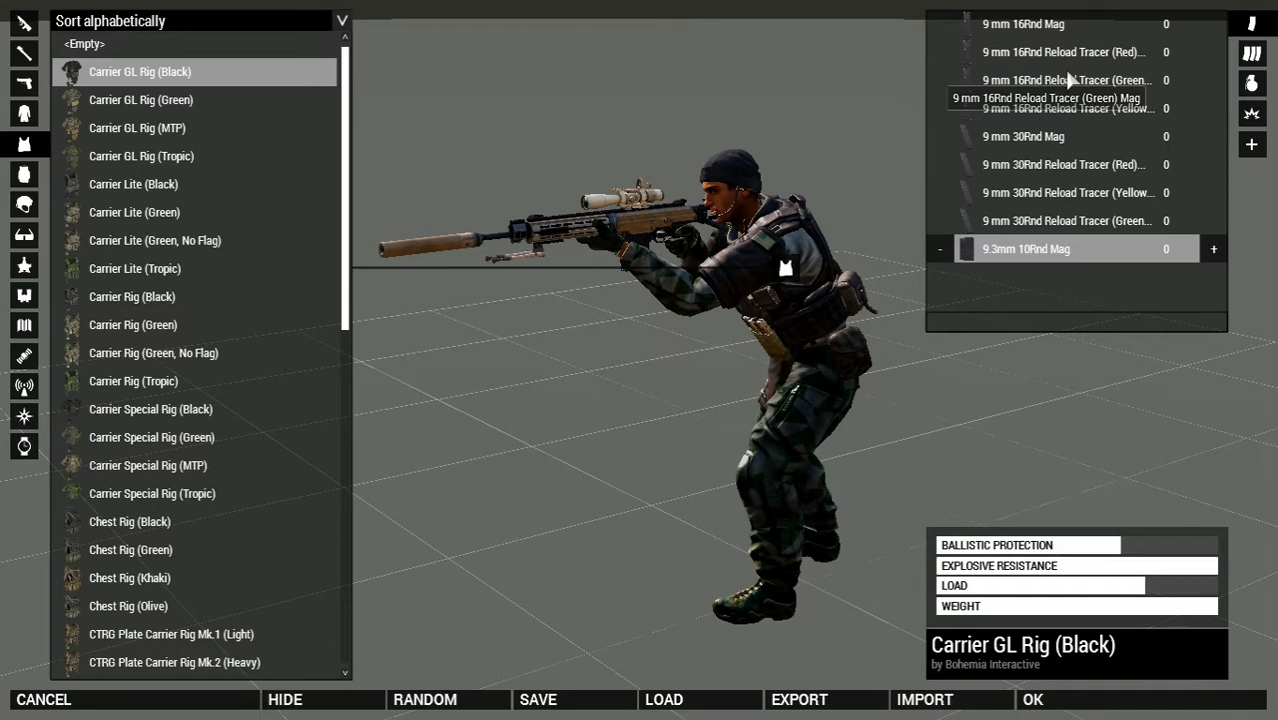 Sort alphabetically
<Empty>
Carrier GL Rig (Black)
Carrier GL Rig (Green)
Carrier GL Rig (MTP)
Carrier GL Rig (Tropic)
Carrier Lite (Black)
Carrier Lite (Green)
Carrier Lite (Green, No Flag)
Carrier Lite (Tropic)
Carrier Rig (Black)
Carrier Rig (Green)
Carrier Rig (Green, No Flag)
Carrier Rig (Tropic)
Carrier Special Rig (Black)
Carrier Special Rig (Green)
Carrier Special Rig (MTP)
Carrier Special Rig (Tropic)
Chest Rig (Black)
Chest Rig (Green)
Chest Rig (Khaki)
Chest Rig (Olive)
CTRG Plate Carrier Rig Mk.1 (Light)
CTRG Plate Carrier Rig Mk.2 (Heavy)
9 mm 16Rnd Mag 0
9 mm 16Rnd Reload Tracer (Red)... 0
9 mm 16Rnd Reload Tracer (Green... 0
9 mm 16Rnd Reload Tracer (Green) Mag
9 mm 16Rnd Reload Tracer (Yellow... 0
9 mm 30Rnd Mag 0
9 mm 30Rnd Reload Tracer (Red)... 0
9 mm 30Rnd Reload Tracer (Yellow... 0
9 mm 30Rnd Reload Tracer (Green... 0
- 9.3mm 10Rnd Mag 0 +
BALLISTIC PROTECTION
EXPLOSIVE RESISTANCE
LOAD
WEIGHT
Carrier GL Rig (Black)
by Bohemia Interactive
CANCEL HIDE RANDOM SAVE LOAD EXPORT IMPORT OK